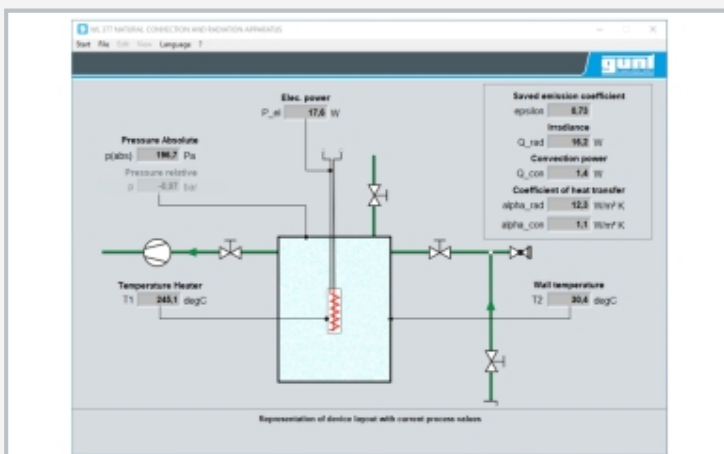 WL 377 NATURAL CONNECTION AND RADIATION APPARATUS
Start File Edit View Language ?
gunt
Elec. power
P_el 17,6 W
Pressure Absolute
p(abs) 196,7 Pa
Pressure relative
p -0,97 bar
Saved emission coefficient
epsilon 0,73
Irradiance
Q_rad 16,2 W
Convection power
Q_con 1,4 W
Coefficient of heat transfer
alpha_rad 12,3 W/m² K
alpha_con 1,1 W/m² K
Temperature Heater
T1 245,1 degC
Wall temperature
T2 30,4 degC
Representation of device layout with current process values